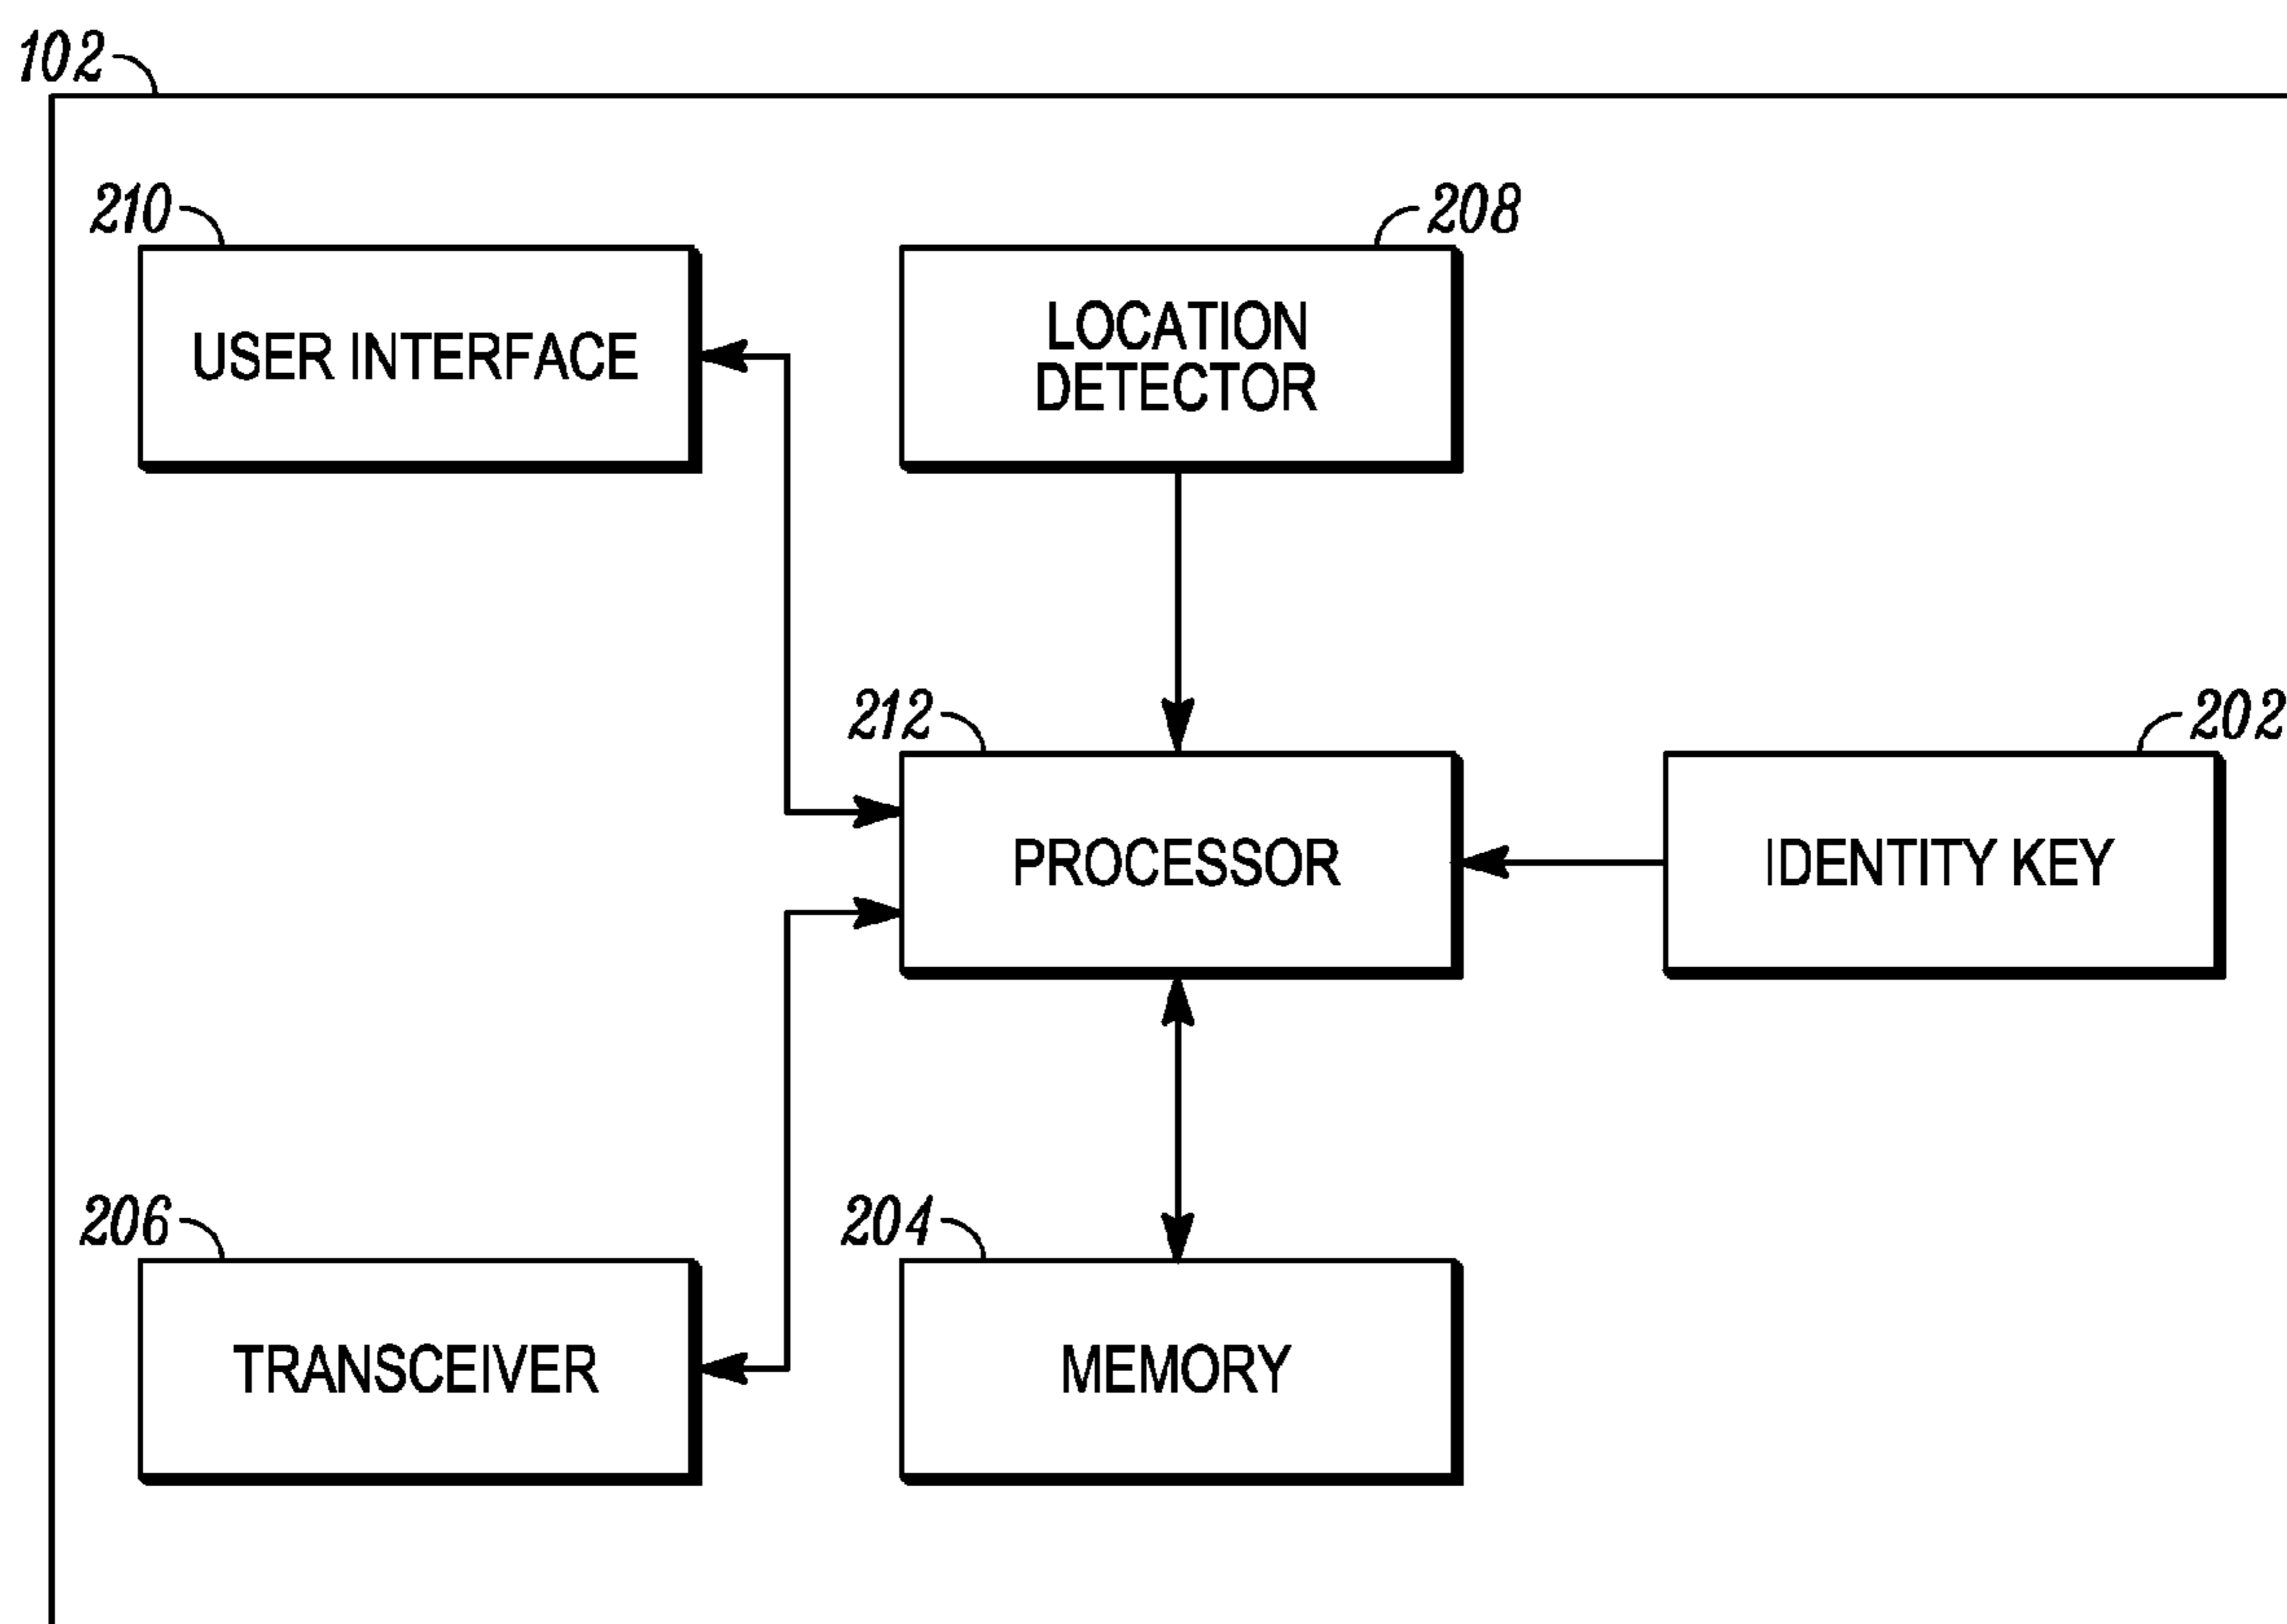 102
210
USER INTERFACE
208
LOCATION
DETECTOR
212
PROCESSOR
202
IDENTITY KEY
206
TRANSCEIVER
204
MEMORY